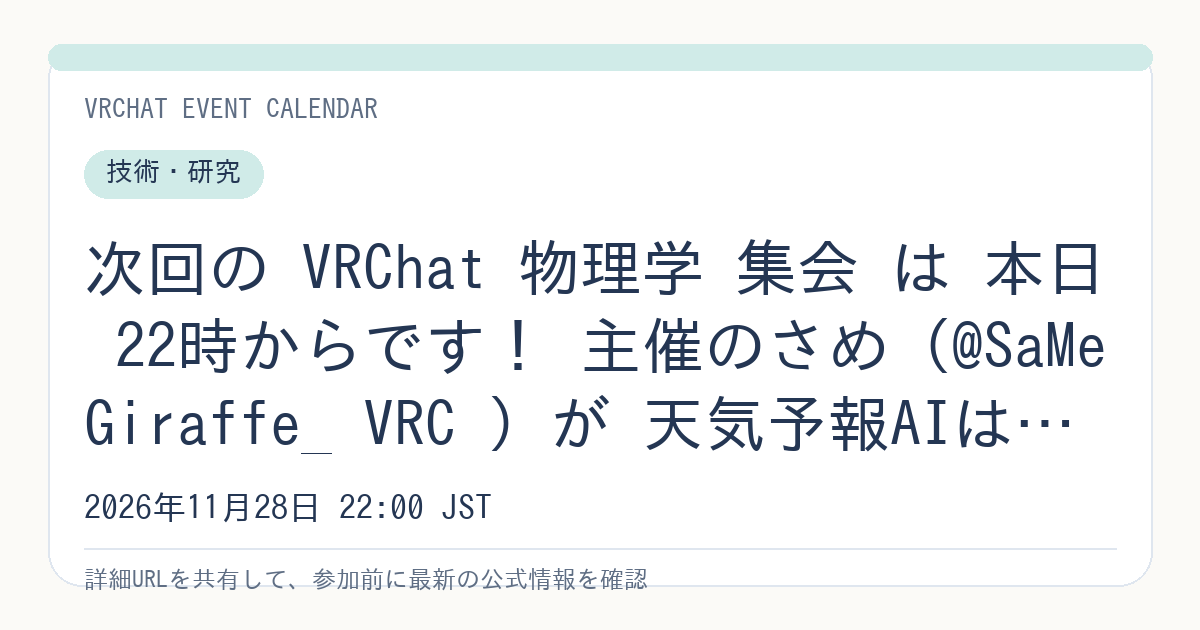 VRCHAT EVENT CALENDAR
技術・研究
次回の VRChat 物理学 集会 は 本日
22時からです！ 主催のさめ (@SaMe
Giraffe_ VRC ) が 天気予報AIは…
2026年11月28日 22:00 JST
詳細URLを共有して、参加前に最新の公式情報を確認